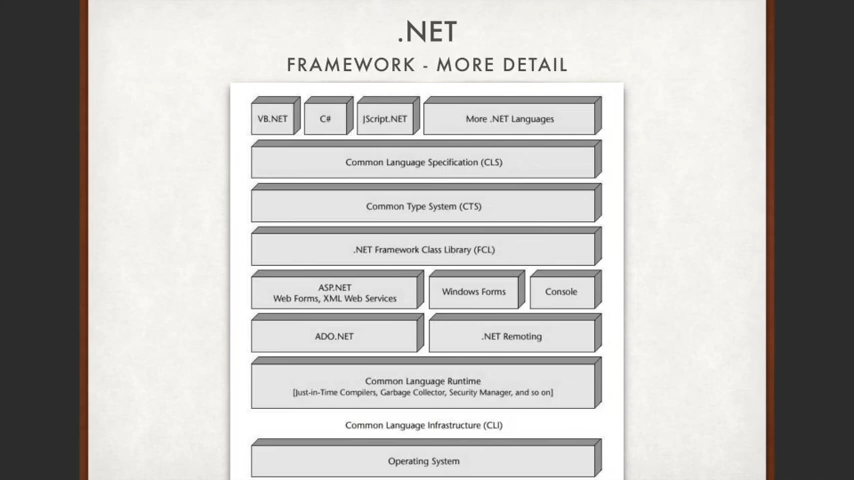 .NET
FRAMEWORK - MORE DETAIL
VB.NET
C#
JScript.NET
More .NET Languages
Common Language Specification (CLS)
Common Type System (CTS)
.NET Framework Class Library (FCL)
ASP.NET
Web Forms, XML Web Services
Windows Forms
Console
ADO.NET
.NET Remoting
Common Language Runtime
[Just-in-Time Compilers, Garbage Collector, Security Manager, and so on]
Common Language Infrastructure (CLI)
Operating System